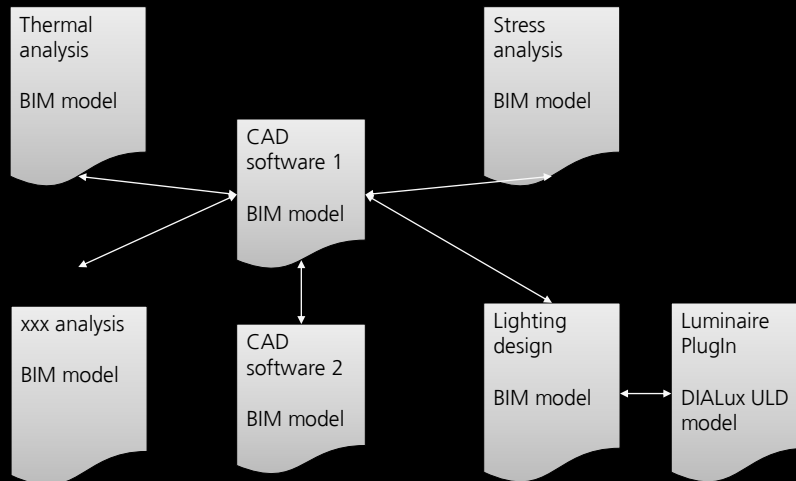 Thermal
analysis
BIM model
Stress
analysis
BIM model
CAD
software 1
BIM model
xxx analysis
BIM model
CAD
software 2
BIM model
Lighting
design
BIM model
Luminaire
PlugIn
DIALux ULD
model